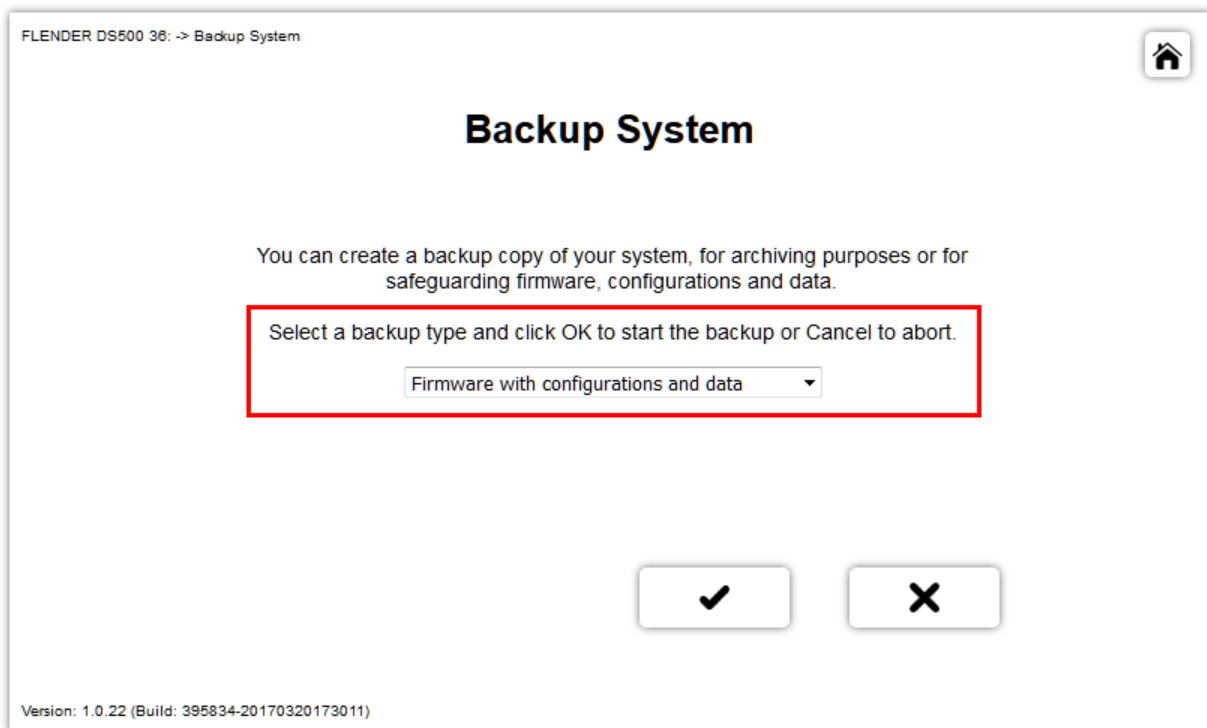 FLENDER DS500 36: -> Backup System
Backup System
You can create a backup copy of your system, for archiving purposes or for
safeguarding firmware, configurations and data.
Select a backup type and click OK to start the backup or Cancel to abort.
Firmware with configurations and data
Version: 1.0.22 (Build: 395834-20170320173011)